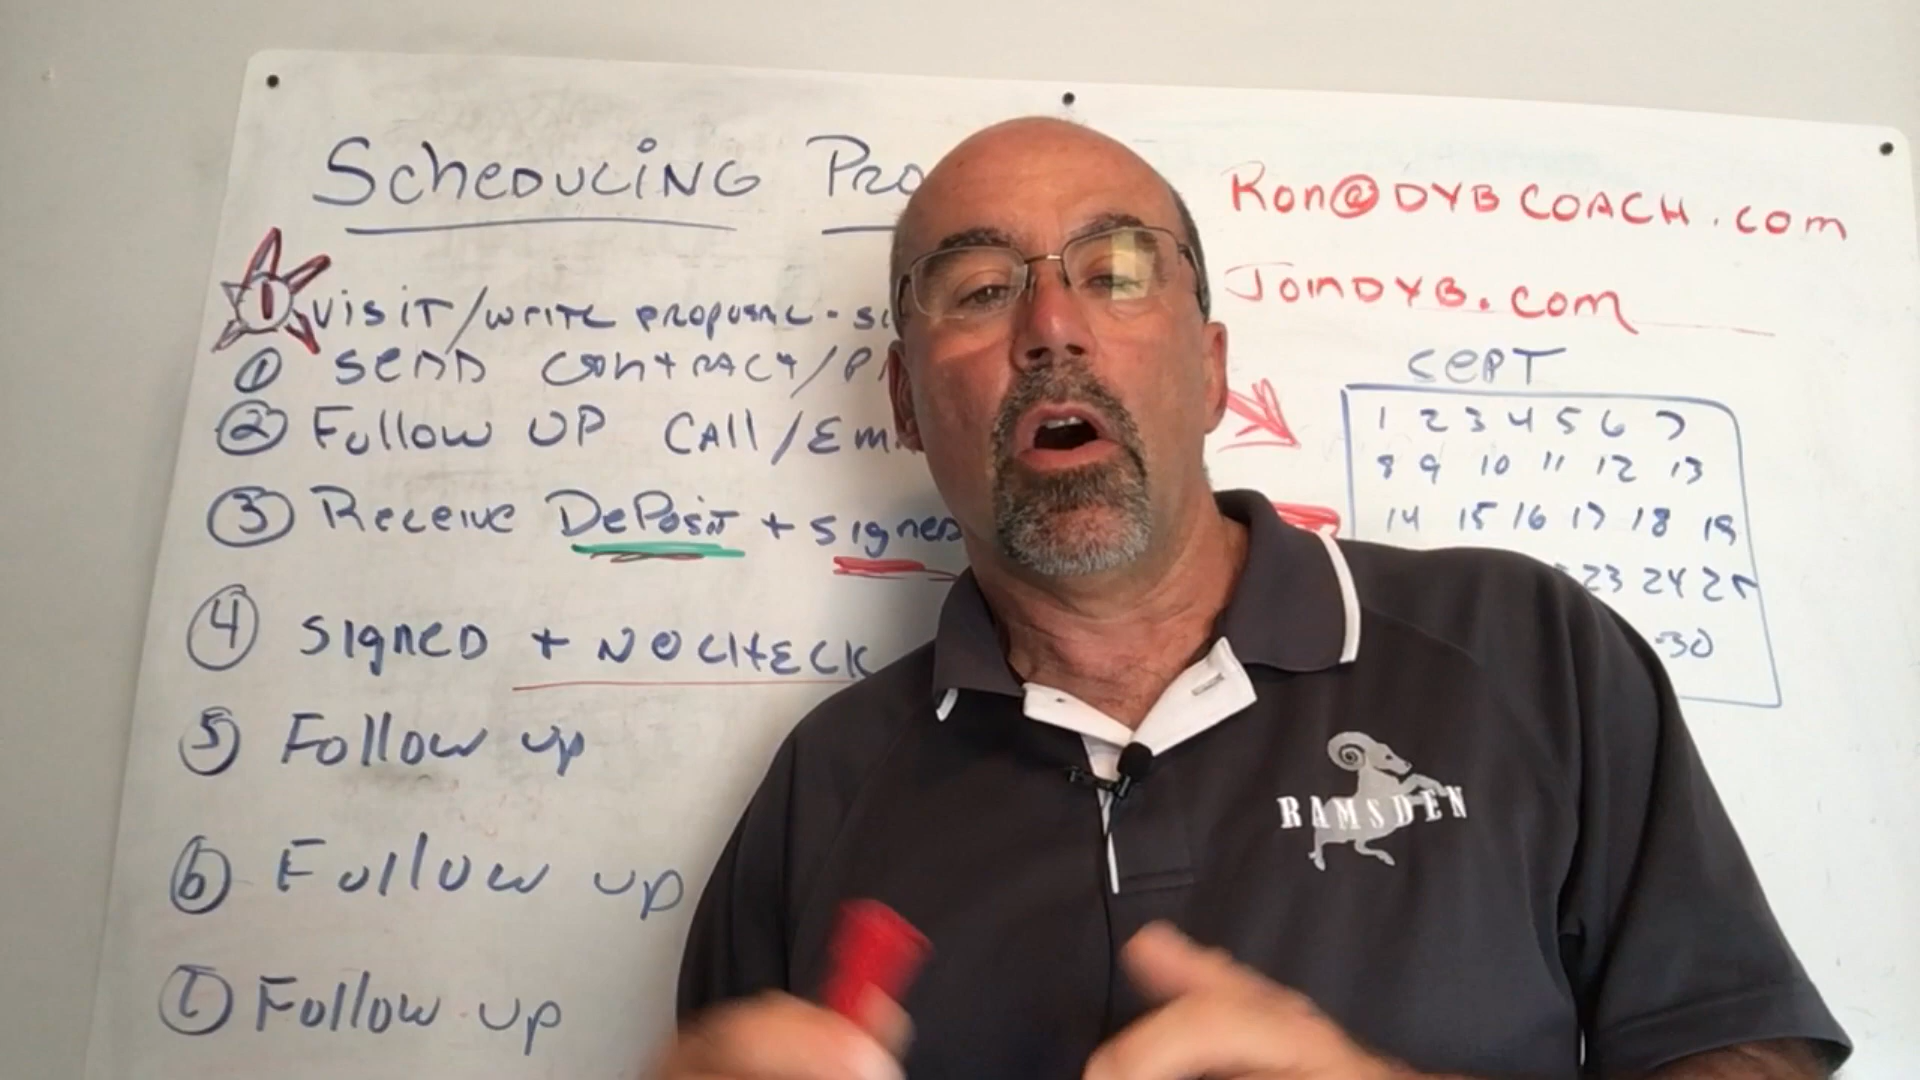 Scheducing Pro
Ron@DYBCOACH.com
JoinDYB.com
1 visit/write proposal - s
1 send contract/P
2 Follow UP Call/Em
3 Receive Deposit + signed
4 signed + NO CHECK
5 Follow up
6 Follow up
7 Follow up
SEPT
1 2 3 4 5 6 7
8 9 10 11 12 13
14 15 16 17 18 19
23 24 25
30
RAMSDEN